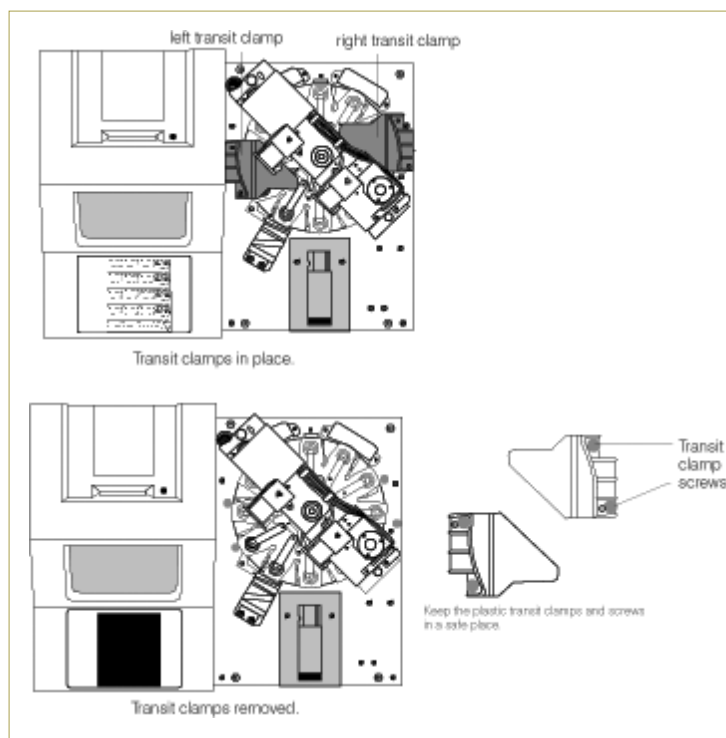 left transit clamp
right transit clamp
Transit clamps in place.
Transit
clamp
screws
Keep the plastic transit clamps and screws
in a safe place.
Transit clamps removed.